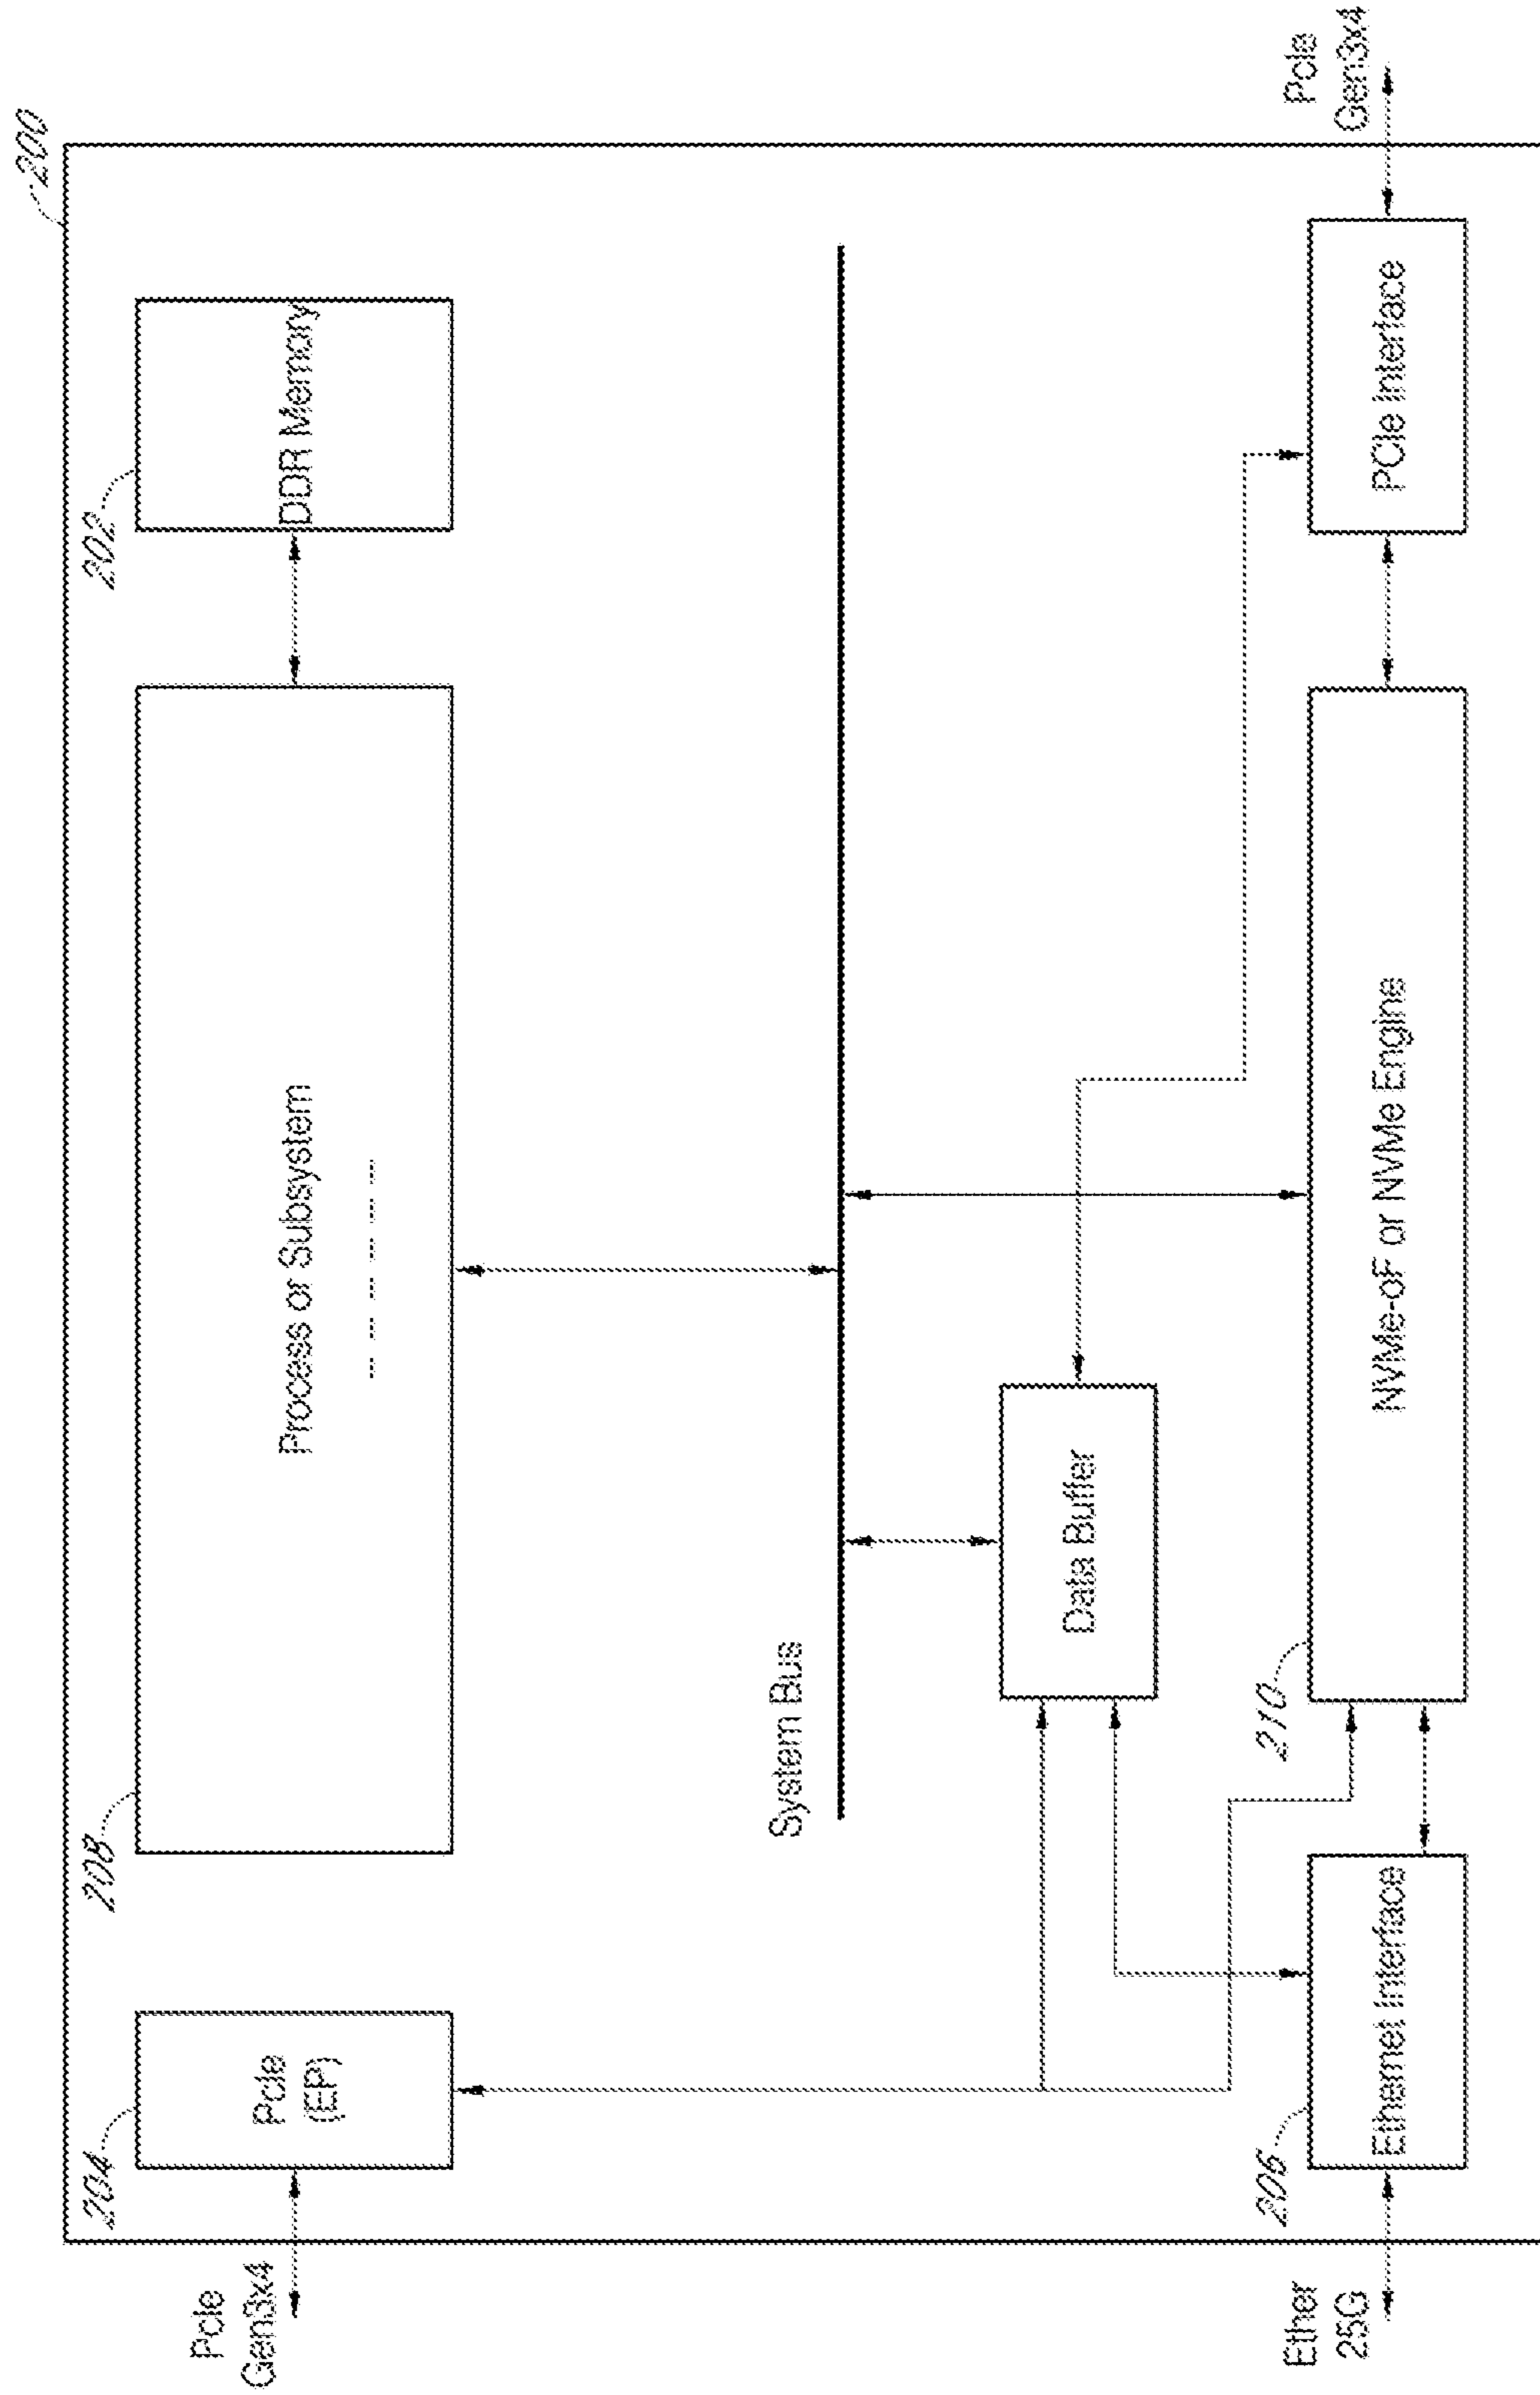 200
204
208
202
Pcie
Gen3x4
Pcie
(EP)
Process or Subsystem
DDR Memory
System Bus
Data Buffer
206
210
Ether
25G
Ethernet Interface
NVMe-oF or NVMe Engine
PCIe Interface
Pcie
Gen3x4